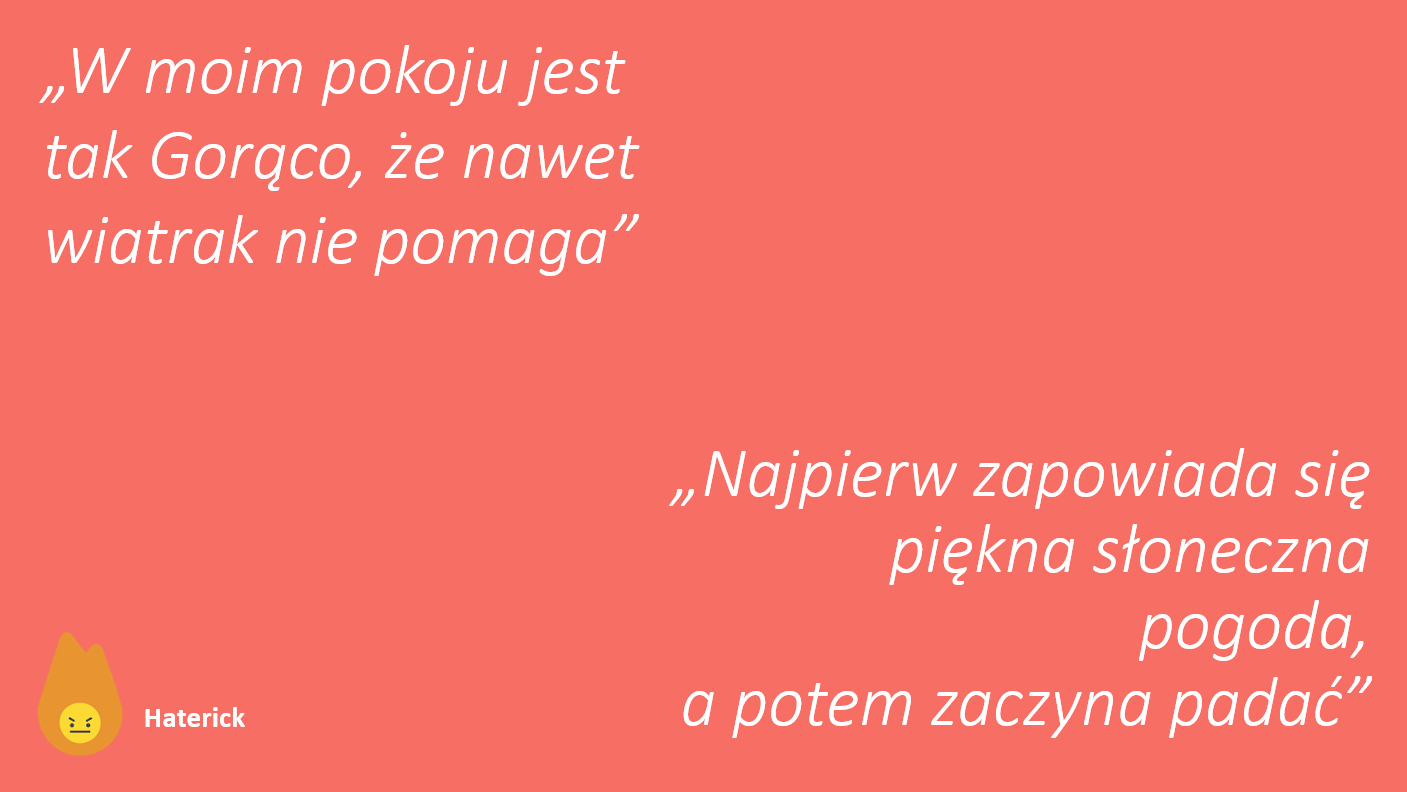 „W moim pokoju jest
tak Gorąco, że nawet
wiatrak nie pomaga”
„Najpierw zapowiada się
piękna słoneczna
pogoda,
a potem zaczyna padać”
Haterick